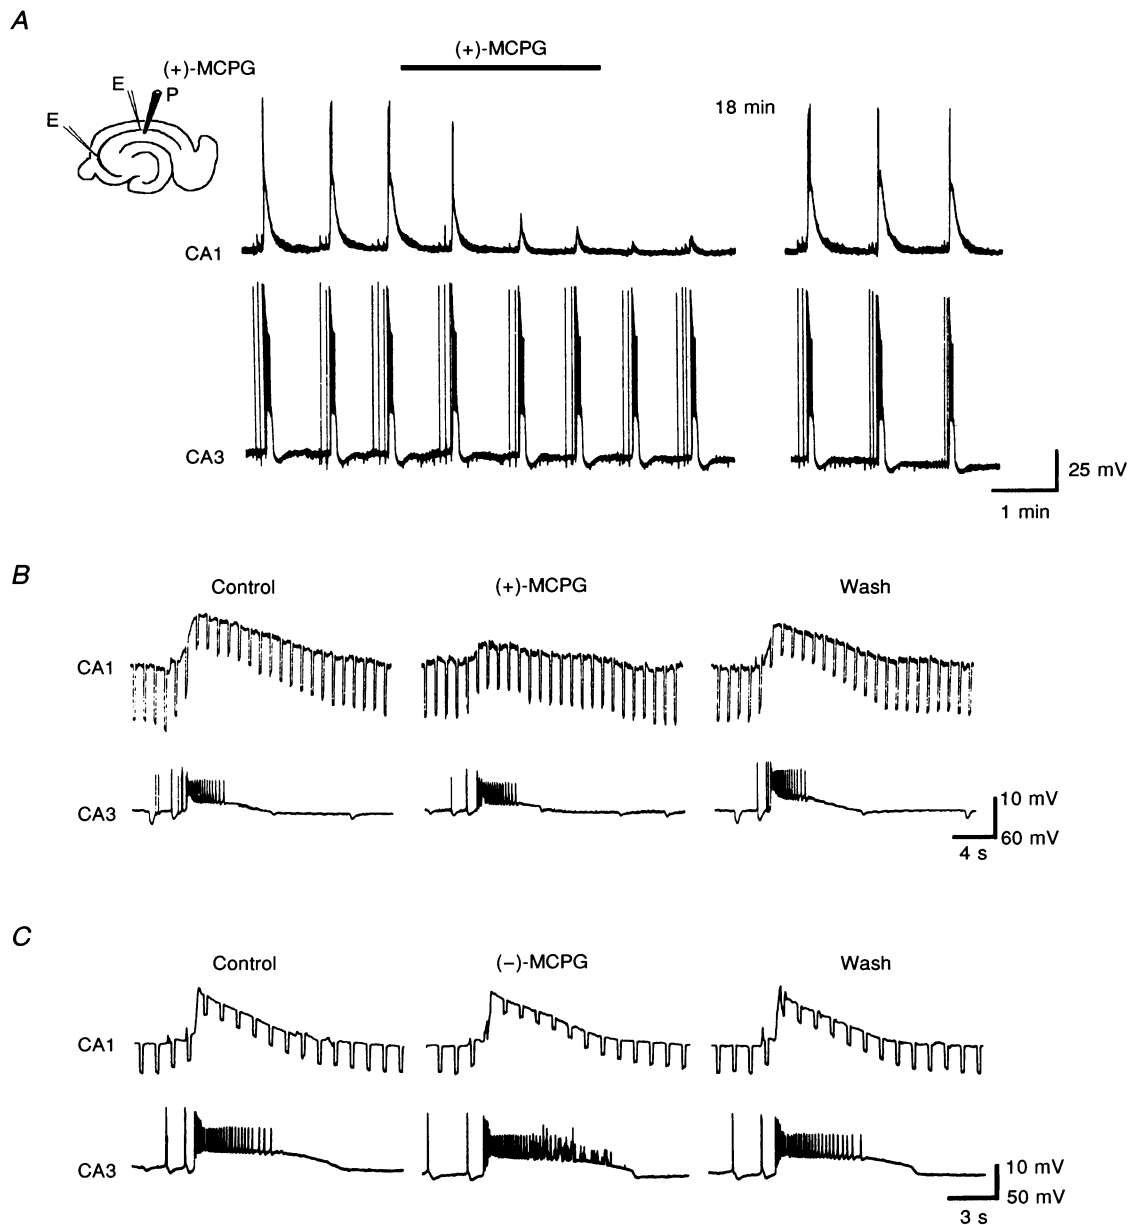 A
(+)-MCPG
(+)-MCPG
E
P
E
18 min
CA1
CA3
25 mV
1 min
B
Control
(+)-MCPG
Wash
CA1
CA3
10 mV
60 mV
4 s
C
Control
(−)-MCPG
Wash
CA1
CA3
10 mV
50 mV
3 s